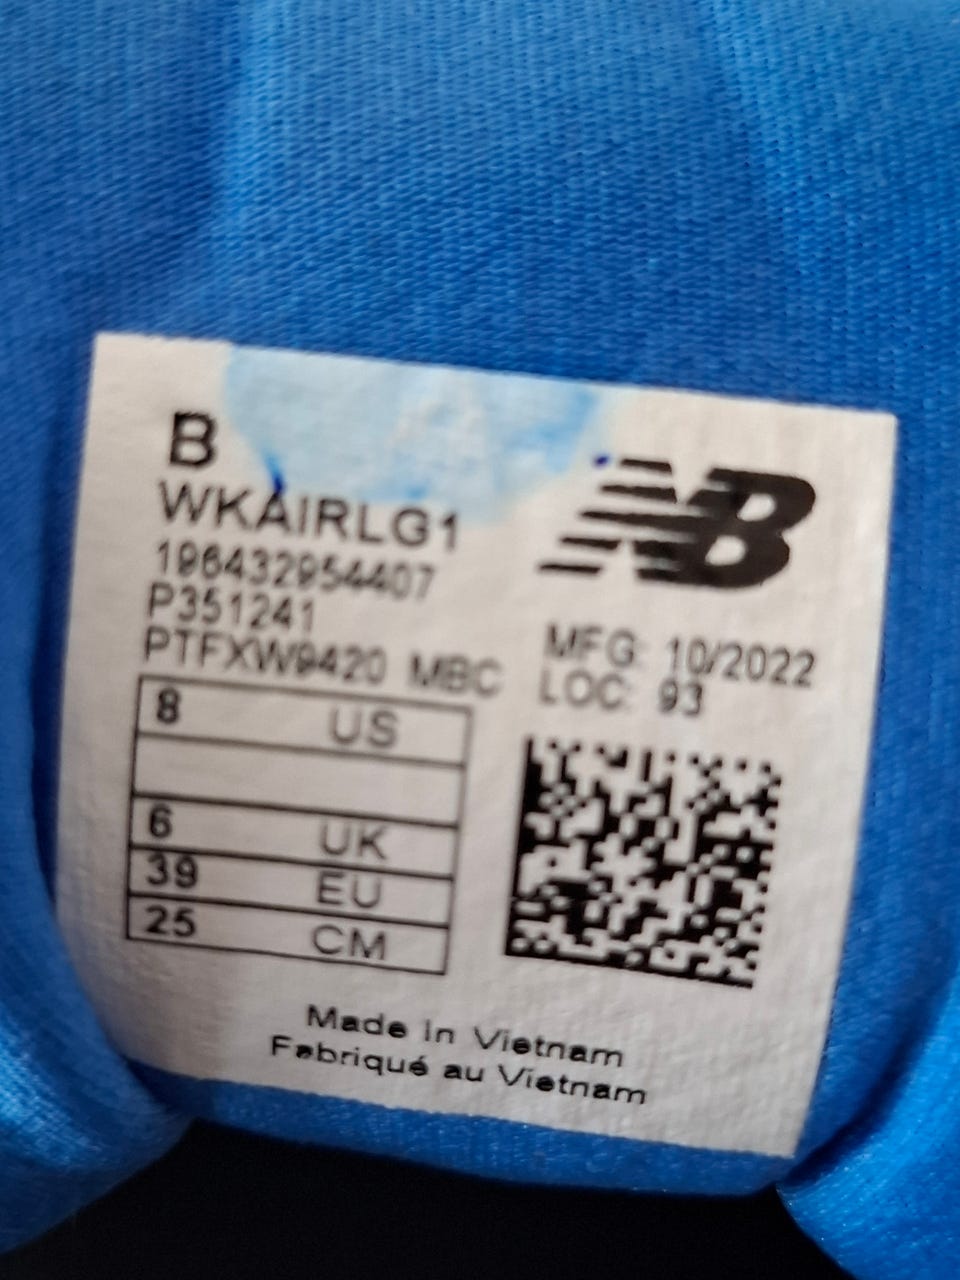 B
WKAIRLG1
196432954407
P351241
PTFXW9420 MBC
NB
MFG: 10/2022
LOC: 93
8 US
6 UK
39 EU
25 CM
Made in Vietnam
Fabriqué au Vietnam